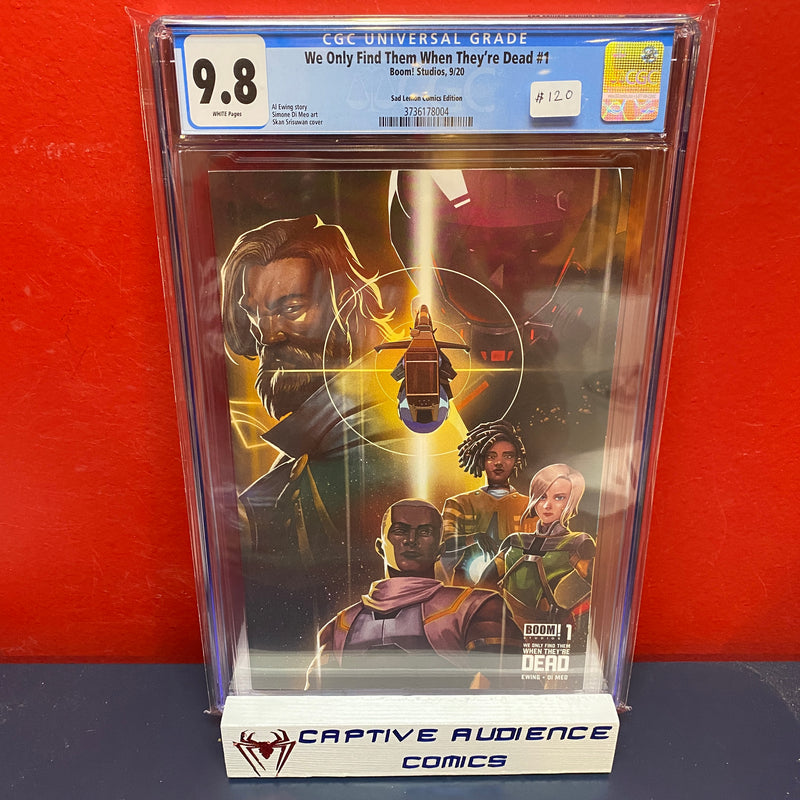 CGC UNIVERSAL GRADE
9.8
WHITE Pages
We Only Find Them When They're Dead #1
Boom! Studios, 9/20
Sad Lemon Comics Edition
Al Ewing story
Simone Di Meo art
Skan Srisuwan cover
3736178004
#120
CGC
BOOM! 1
STUDIOS
WE ONLY FIND THEM
WHEN THEY'RE
DEAD
EWING • DI MEO
CAPTIVE AUDIENCE
COMICS